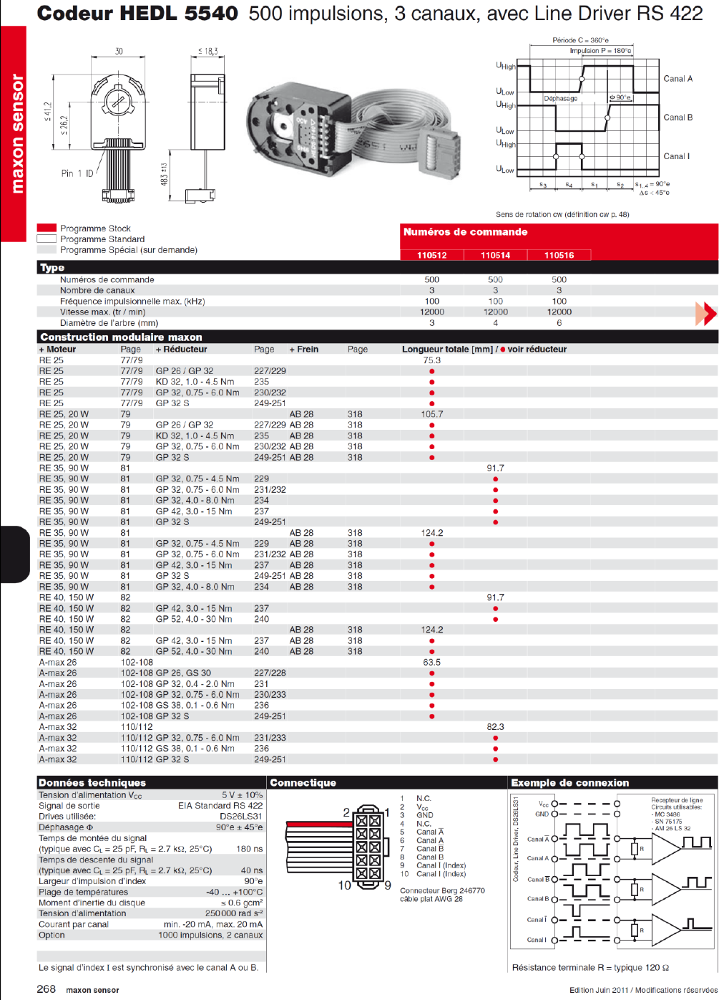 Codeur HEDL 5540 500 impulsions, 3 canaux, avec Line Driver RS 422
maxon sensor
30
≤ 18,3
≤ 41,2
≤ 26,2
Pin 1 ID
483 ±13
Période C = 360°e
Impulsion P = 180°e
UHigh
ULow
Canal A
Déphasage
Φ 90°e
UHigh
ULow
Canal B
UHigh
ULow
Canal I
s3 s4 s1 s2 s1..4 = 90°e
Δs < 45°e
Sens de rotation cw (définition cw p. 48)
Programme Stock
Programme Standard
Programme Spécial (sur demande)
Numéros de commande
110512 110514 110516
Type
Numéros de commande 500 500 500
Nombre de canaux 3 3 3
Fréquence impulsionnelle max. (kHz) 100 100 100
Vitesse max. (tr / min) 12000 12000 12000
Diamètre de l'arbre (mm) 3 4 6
Construction modulaire maxon
+ Moteur Page + Réducteur Page + Frein Page Longueur totale [mm] / ● voir réducteur
RE 25 77/79 75.3
RE 25 77/79 GP 26 / GP 32 227/229 ●
RE 25 77/79 KD 32, 1.0 - 4.5 Nm 235 ●
RE 25 77/79 GP 32, 0.75 - 6.0 Nm 230/232 ●
RE 25 77/79 GP 32 S 249-251 ●
RE 25, 20 W 79 AB 28 318 105.7
RE 25, 20 W 79 GP 26 / GP 32 227/229 AB 28 318 ●
RE 25, 20 W 79 KD 32, 1.0 - 4.5 Nm 235 AB 28 318 ●
RE 25, 20 W 79 GP 32, 0.75 - 6.0 Nm 230/232 AB 28 318 ●
RE 25, 20 W 79 GP 32 S 249-251 AB 28 318 ●
RE 35, 90 W 81 91.7
RE 35, 90 W 81 GP 32, 0.75 - 4.5 Nm 229 ●
RE 35, 90 W 81 GP 32, 0.75 - 6.0 Nm 231/232 ●
RE 35, 90 W 81 GP 32, 4.0 - 8.0 Nm 234 ●
RE 35, 90 W 81 GP 42, 3.0 - 15 Nm 237 ●
RE 35, 90 W 81 GP 32 S 249-251 ●
RE 35, 90 W 81 AB 28 318 124.2
RE 35, 90 W 81 GP 32, 0.75 - 4.5 Nm 229 AB 28 318 ●
RE 35, 90 W 81 GP 32, 0.75 - 6.0 Nm 231/232 AB 28 318 ●
RE 35, 90 W 81 GP 42, 3.0 - 15 Nm 237 AB 28 318 ●
RE 35, 90 W 81 GP 32 S 249-251 AB 28 318 ●
RE 35, 90 W 81 GP 32, 4.0 - 8.0 Nm 234 AB 28 318 ●
RE 40, 150 W 82 91.7
RE 40, 150 W 82 GP 42, 3.0 - 15 Nm 237 ●
RE 40, 150 W 82 GP 52, 4.0 - 30 Nm 240 ●
RE 40, 150 W 82 AB 28 318 124.2
RE 40, 150 W 82 GP 42, 3.0 - 15 Nm 237 AB 28 318 ●
RE 40, 150 W 82 GP 52, 4.0 - 30 Nm 240 AB 28 318 ●
A-max 26 102-108 63.5
A-max 26 102-108 GP 26, GS 30 227/228 ●
A-max 26 102-108 GP 32, 0.4 - 2.0 Nm 231 ●
A-max 26 102-108 GP 32, 0.75 - 6.0 Nm 230/233 ●
A-max 26 102-108 GS 38, 0.1 - 0.6 Nm 236 ●
A-max 26 102-108 GP 32 S 249-251 ●
A-max 32 110/112 82.3
A-max 32 110/112 GP 32, 0.75 - 6.0 Nm 231/233 ●
A-max 32 110/112 GS 38, 0.1 - 0.6 Nm 236 ●
A-max 32 110/112 GP 32 S 249-251 ●
Données techniques
Tension d'alimentation Vcc 5 V ± 10%
Signal de sortie EIA Standard RS 422
Drives utilisée: DS26LS31
Déphasage Φ 90°e ± 45°e
Temps de montée du signal
(typique avec CL = 25 pF, RL = 2.7 kΩ, 25°C) 180 ns
Temps de descente du signal
(typique avec CL = 25 pF, RL = 2.7 kΩ, 25°C) 40 ns
Largeur d'impulsion d'index 90°e
Plage de températures -40 … +100°C
Moment d'inertie du disque ≤ 0.6 gcm²
Tension d'alimentation 250 000 rad s⁻²
Courant par canal min. -20 mA, max. 20 mA
Option 1000 impulsions, 2 canaux
Le signal d'index I est synchronisé avec le canal A ou B.
Connectique
2 1
10 9
1 N.C.
2 Vcc
3 GND
4 N.C.
5 Canal A̅
6 Canal A
7 Canal B̅
8 Canal B
9 Canal I̅ (Index)
10 Canal I (Index)
Connecteur Berg 246770
câble plat AWG 28
Exemple de connexion
Codeur, Line Driver, DS26LS31
Vcc
GND
Canal A̅
Canal A
Canal B̅
Canal B
Canal I̅
Canal I
R
R
R
Recepteur de ligne
Circuits utilisables:
- MC 3486
- SN 75175
- AM 26 LS 32
Résistance terminale R = typique 120 Ω
268 maxon sensor
Edition Juin 2011 / Modifications réservées